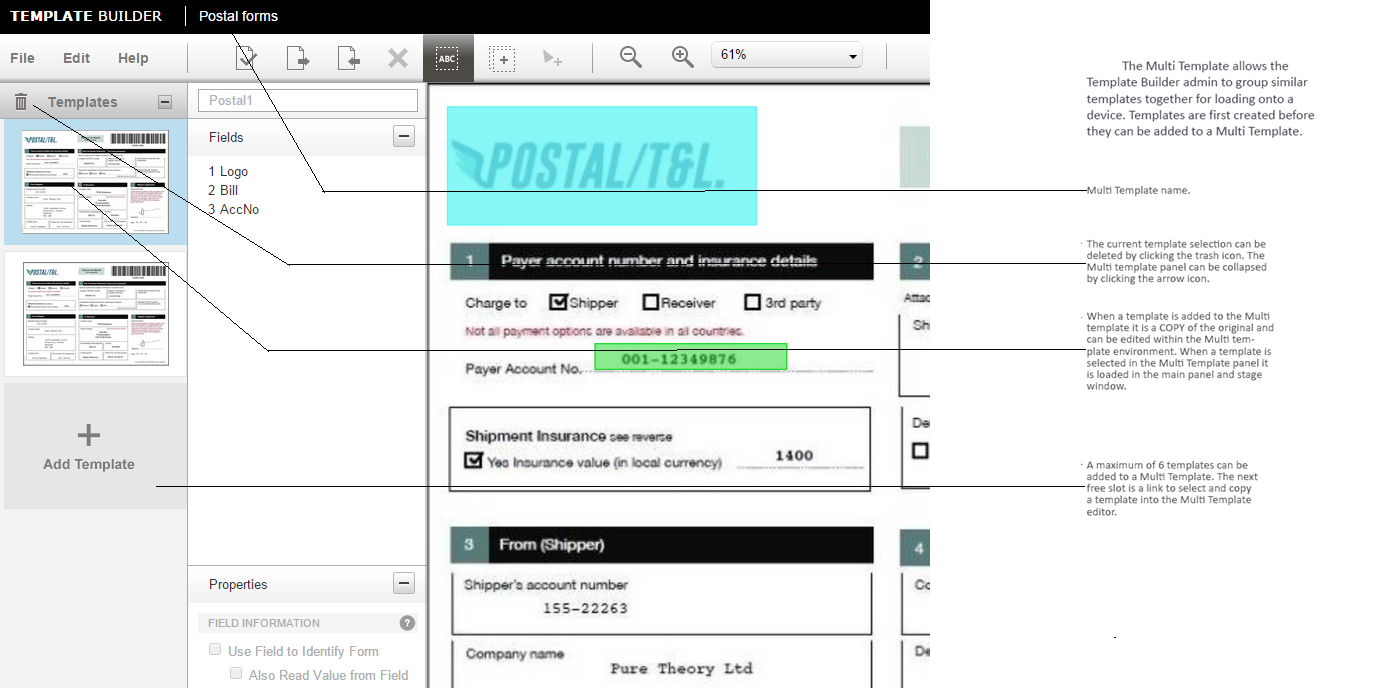 TEMPLATE BUILDER
Postal forms
File
Edit
Help
ABC
61%
Templates
Postal1
Fields
1 Logo
2 Bill
3 AccNo
Add Template
Properties
FIELD INFORMATION
?
Use Field to Identify Form
Also Read Value from Field
POSTAL/T&L.
POSTAL/T&L.
POSTAL/T&L.
1 Payer account number and insurance details
2
Charge to Shipper Receiver 3rd party
Attac
Sh
Not all payment options are available in all countries.
001-12349876
Payer Account No.
Shipment Insurance see reverse
Yes Insurance value (in local currency) 1400
De
3 From (Shipper)
4
Shipper's account number
155-22263
Co
Company name
Pure Theory Ltd
De
The Multi Template allows the
Template Builder admin to group similar
templates together for loading onto a
device. Templates are first created before
they can be added to a Multi Template.
Multi Template name.
The current template selection can be
deleted by clicking the trash icon. The
Multi template panel can be collapsed
by clicking the arrow icon.
When a template is added to the Multi
template it is a COPY of the original and
can be edited within the Multi tem-
plate environment. When a template is
selected in the Multi Template panel it
is loaded in the main panel and stage
window.
A maximum of 6 templates can be
added to a Multi Template. The next
free slot is a link to select and copy
a template into the Multi Template
editor.